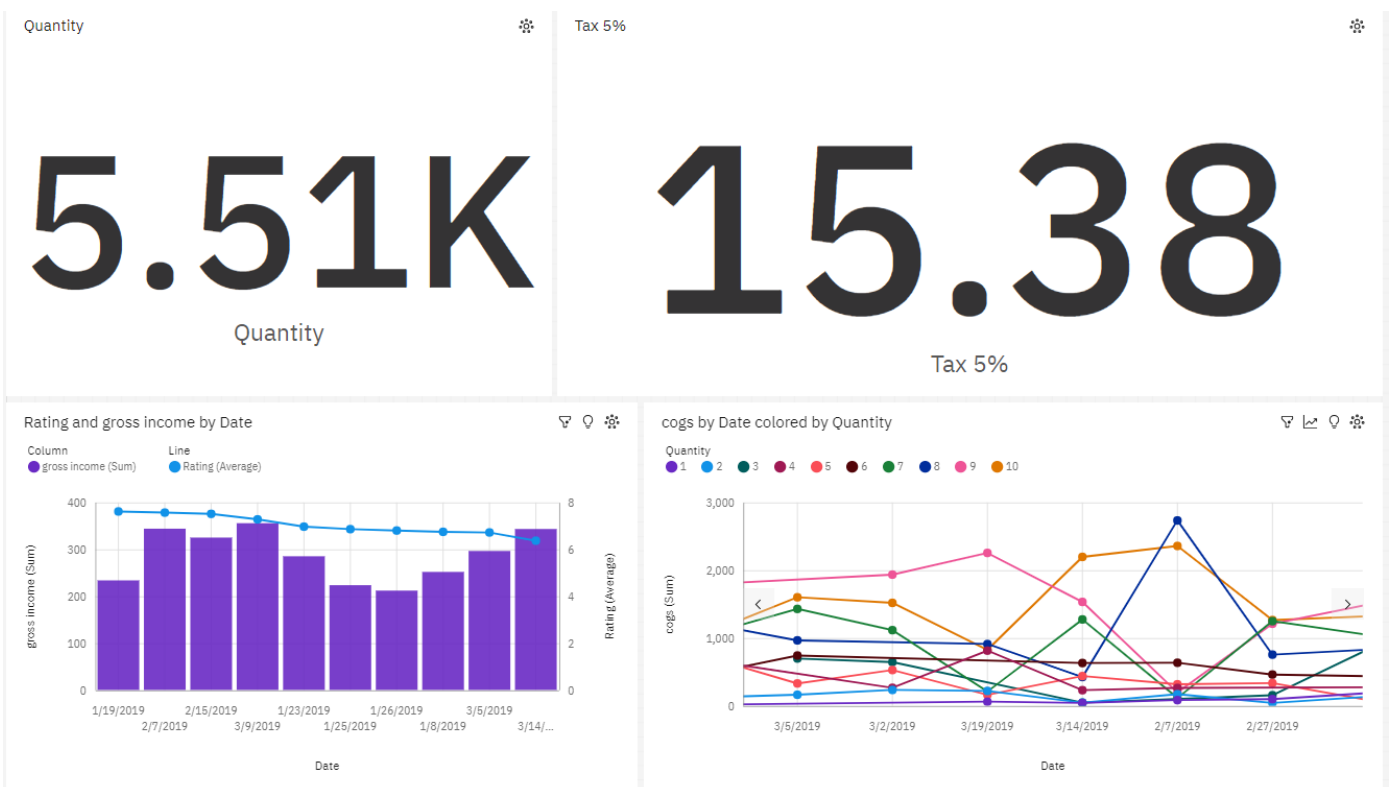 Quantity
5.51K
Quantity
Tax 5%
15.38
Tax 5%
Rating and gross income by Date
Column Line
gross income (Sum) Rating (Average)
400 8
300 6
200 4
100 2
0 0
gross income (Sum)
Rating (Average)
1/19/2019 2/15/2019 1/23/2019 1/26/2019 3/5/2019
2/7/2019 3/9/2019 1/25/2019 1/8/2019 3/14/...
Date
cogs by Date colored by Quantity
Quantity
1 2 3 4 5 6 7 8 9 10
3,000
2,000
1,000
0
cogs (Sum)
3/5/2019 3/2/2019 3/19/2019 3/14/2019 2/7/2019 2/27/2019
Date